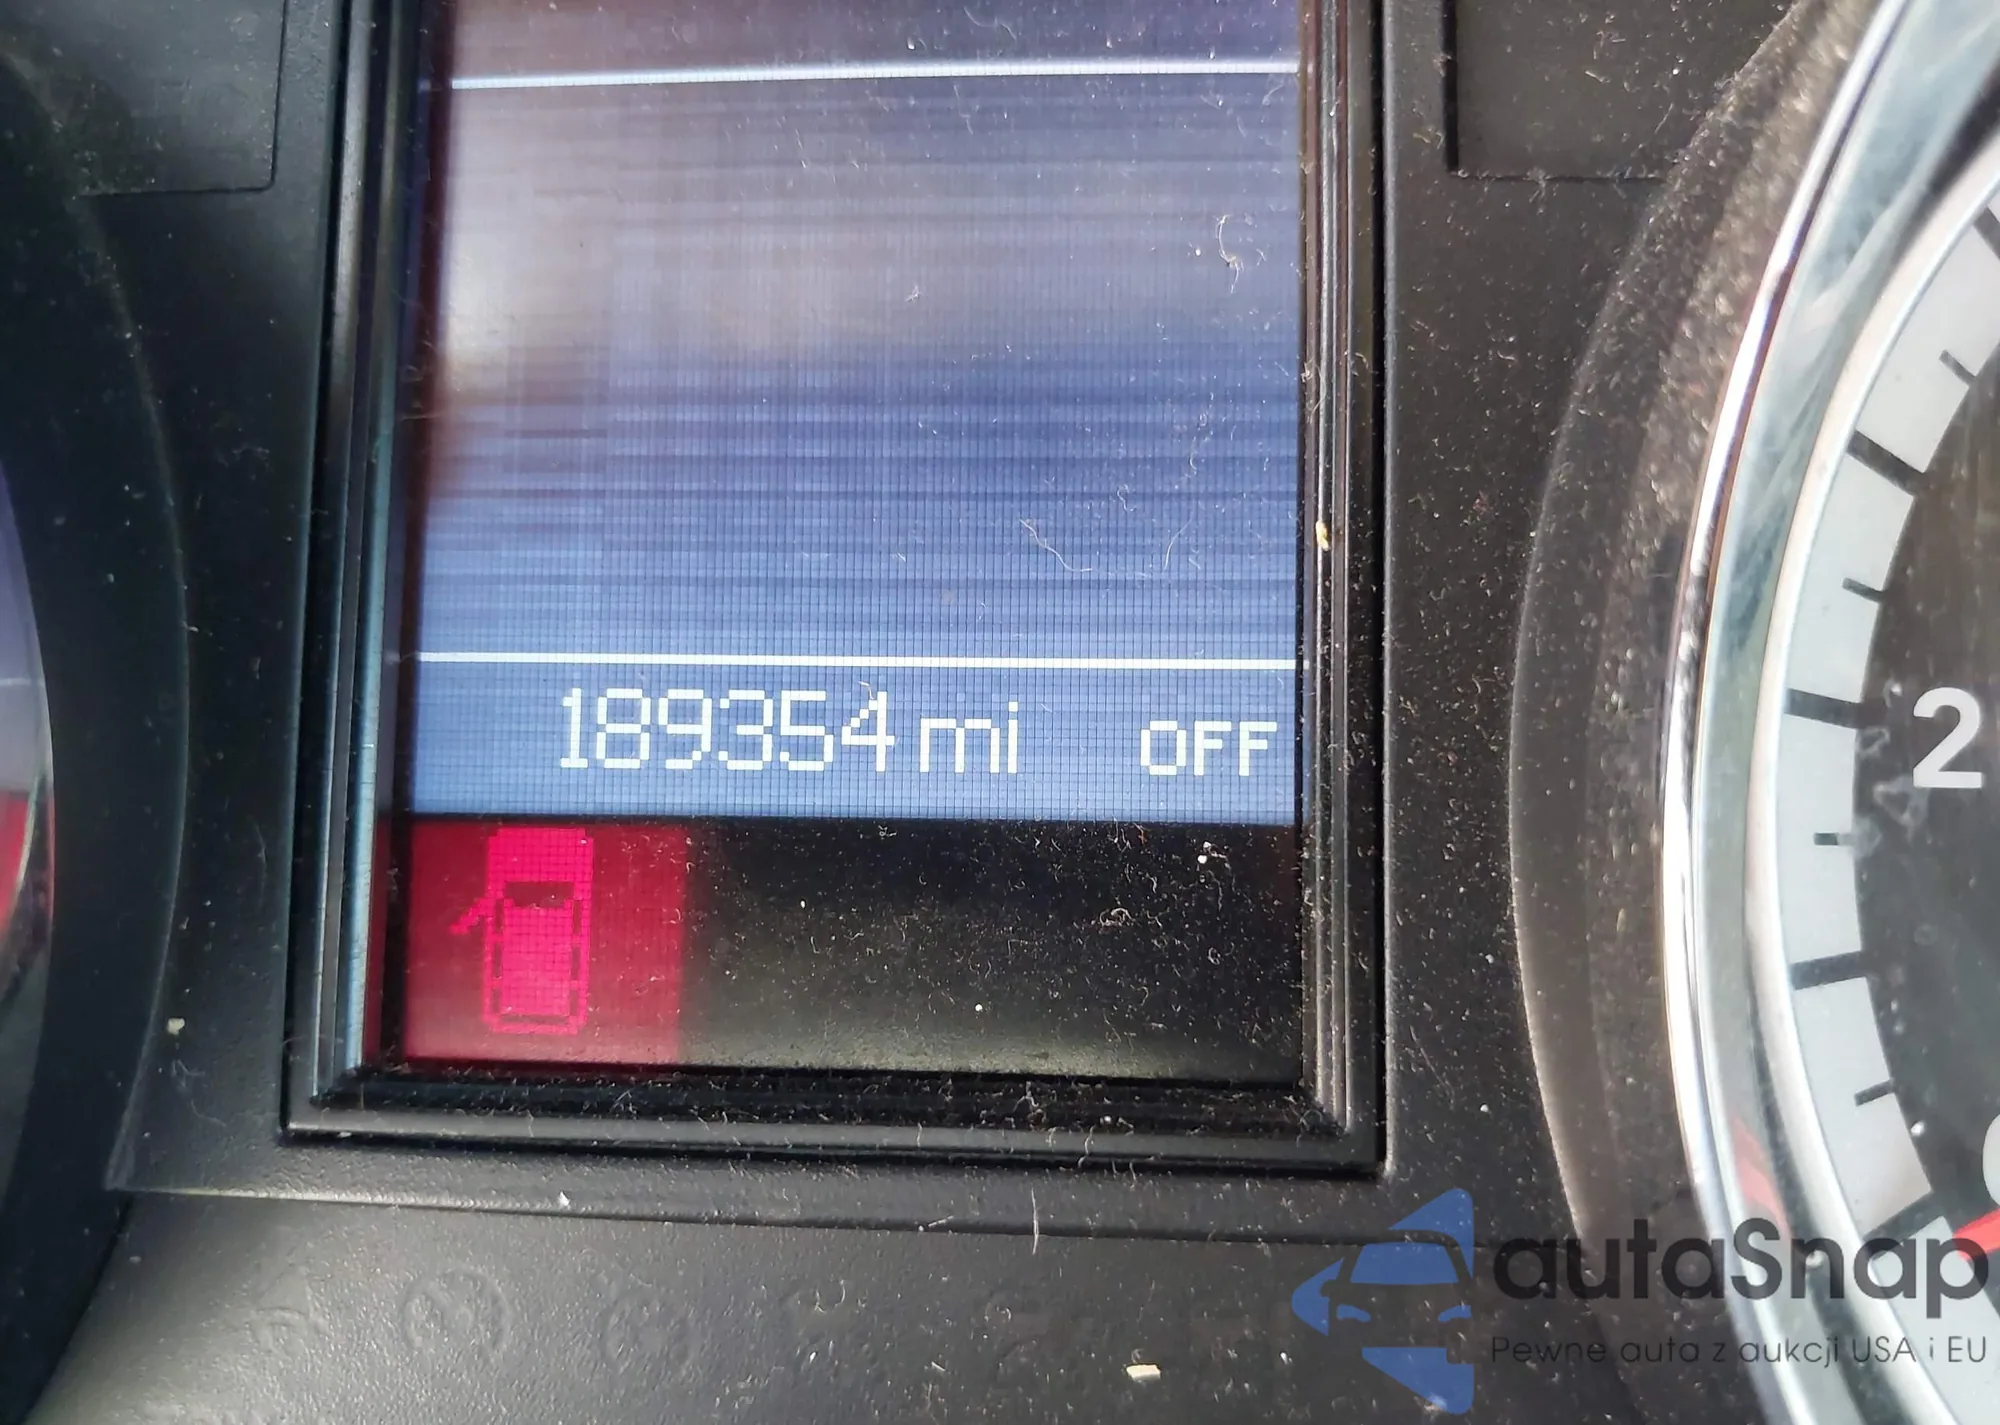 189354 mi OFF
2
autaSnap
Pewne auta z aukcji USA i EU